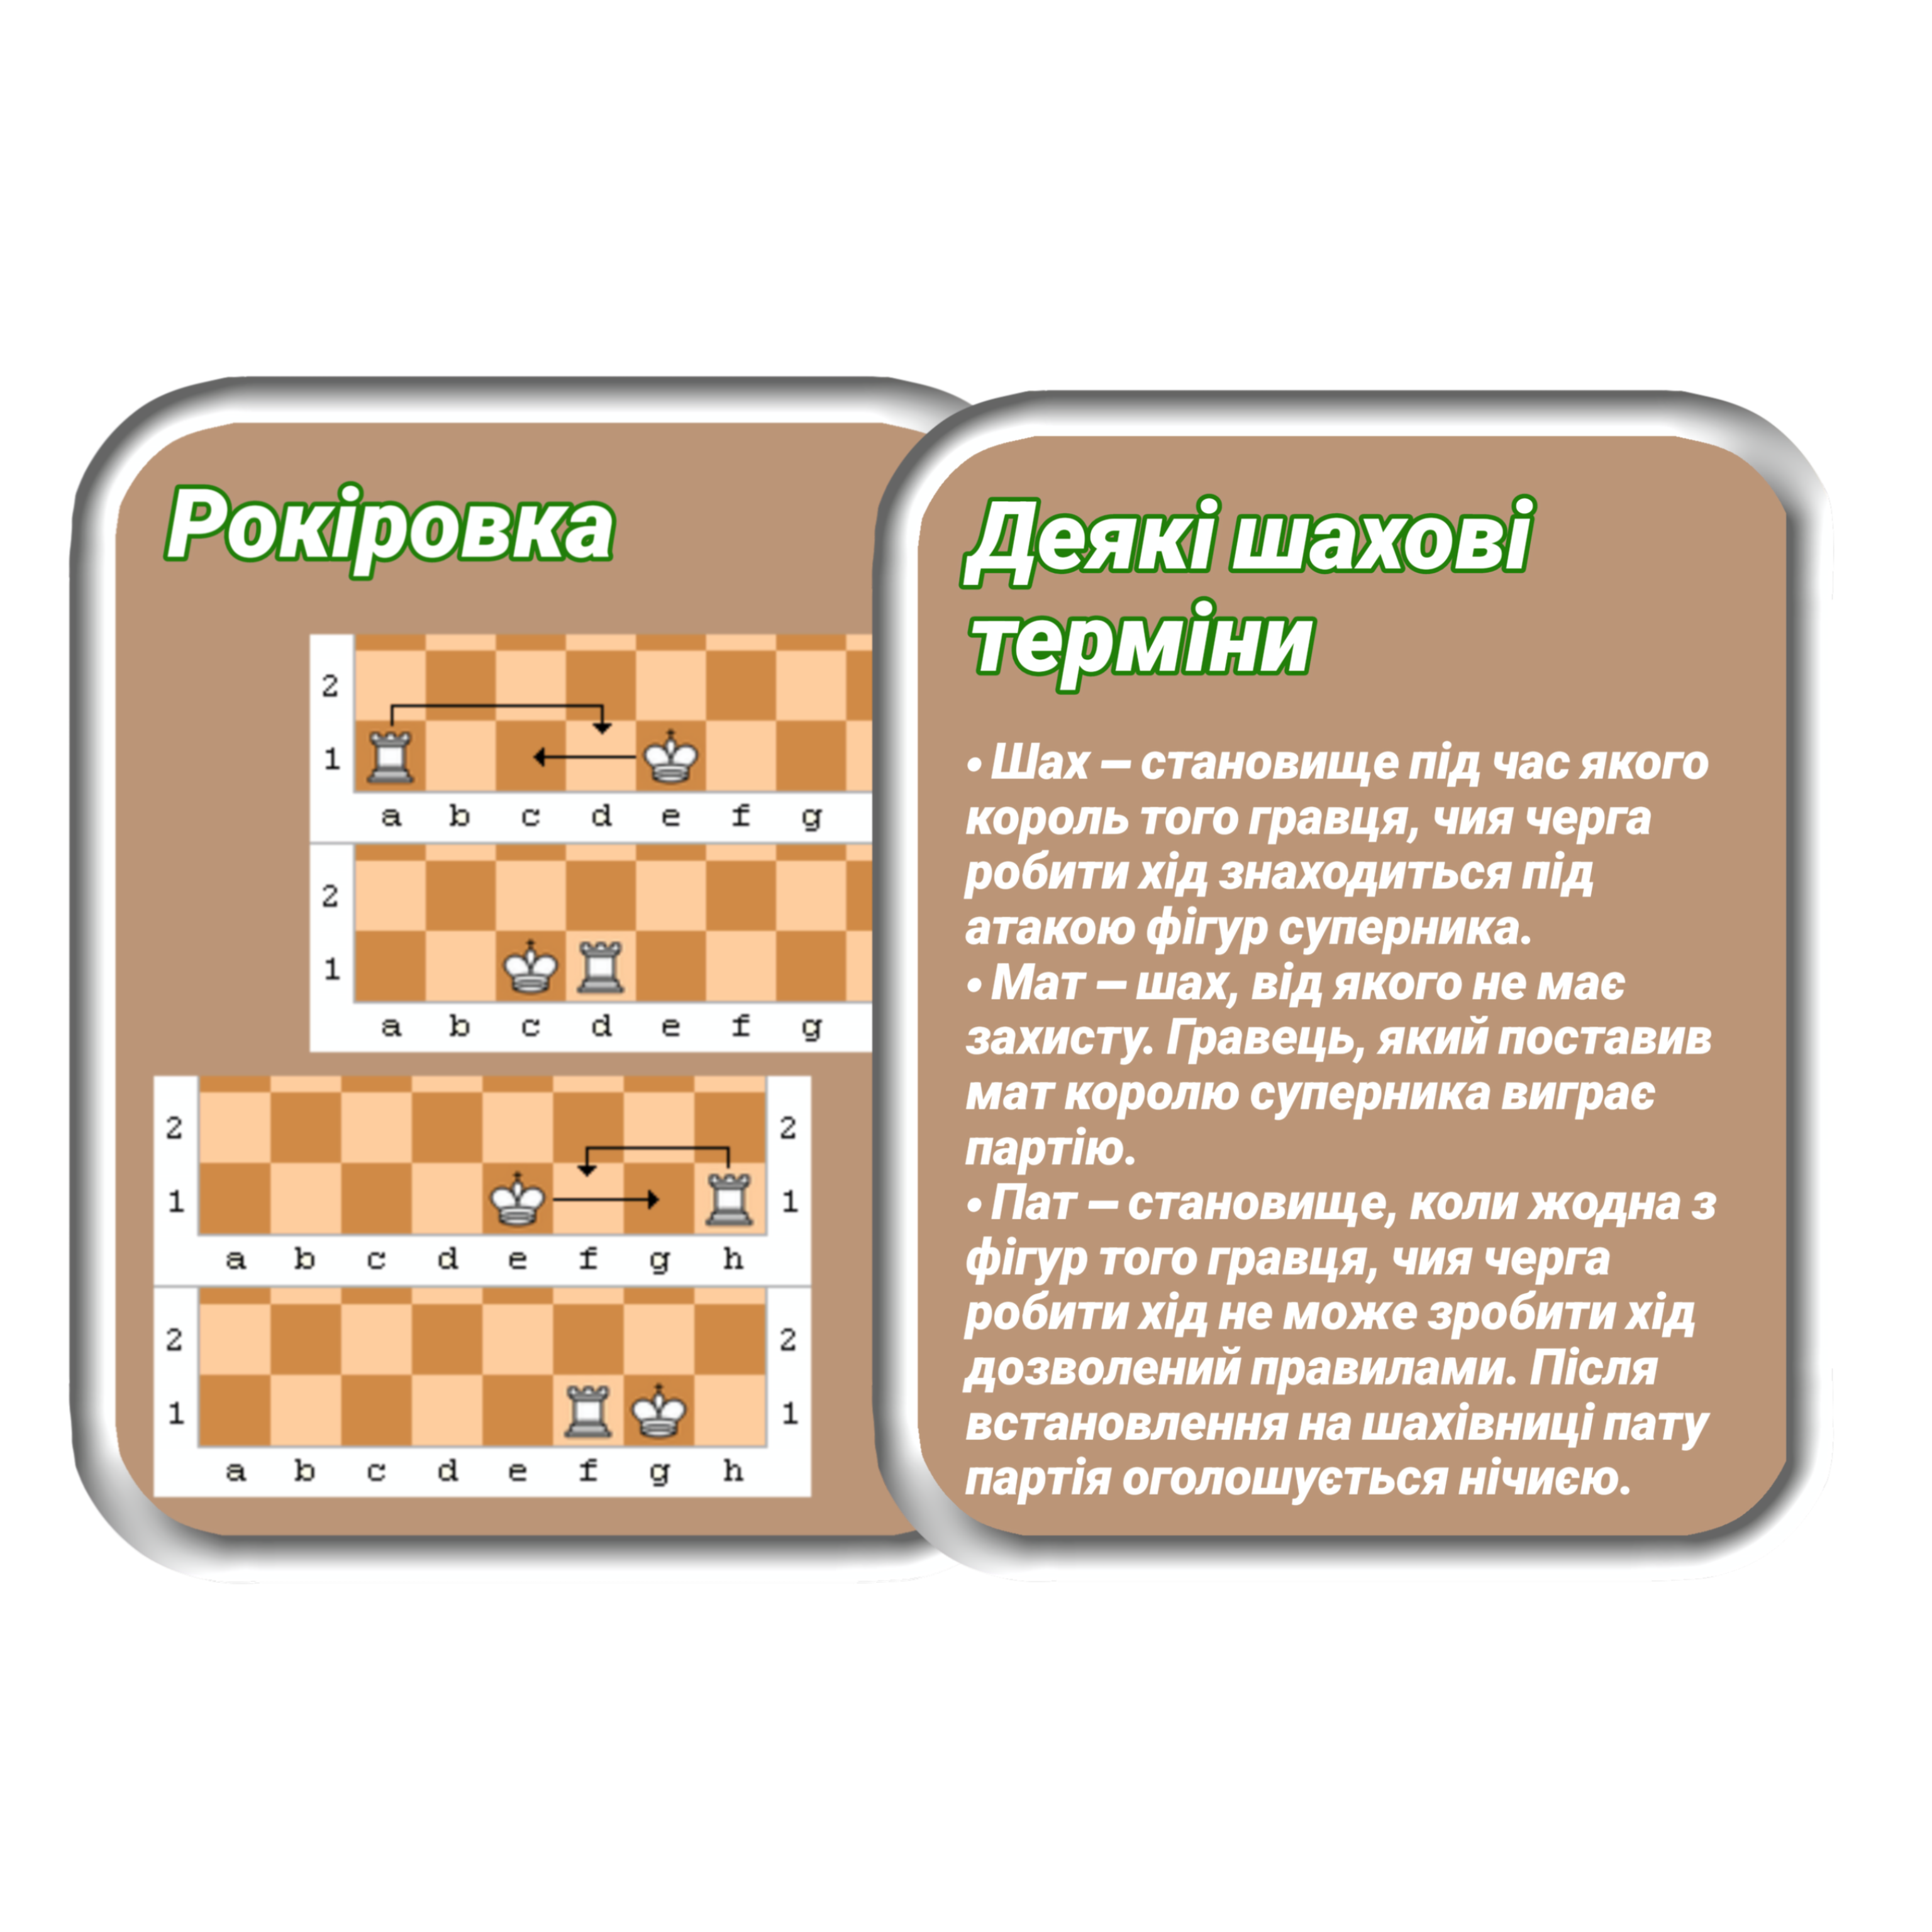 Рокіровка
2
1
a b c d e f g
2
1
a b c d e f g
2 2
1 1
a b c d e f g h
2 2
1 1
a b c d e f g h
Деякі шахові
терміни
• Шах – становище під час якого
король того гравця, чия черга
робити хід знаходиться під
атакою фігур суперника.
• Мат – шах, від якого не має
захисту. Гравець, який поставив
мат королю суперника виграє
партію.
• Пат – становище, коли жодна з
фігур того гравця, чия черга
робити хід не може зробити хід
дозволений правилами. Після
встановлення на шахівниці пату
партія оголошується нічиєю.